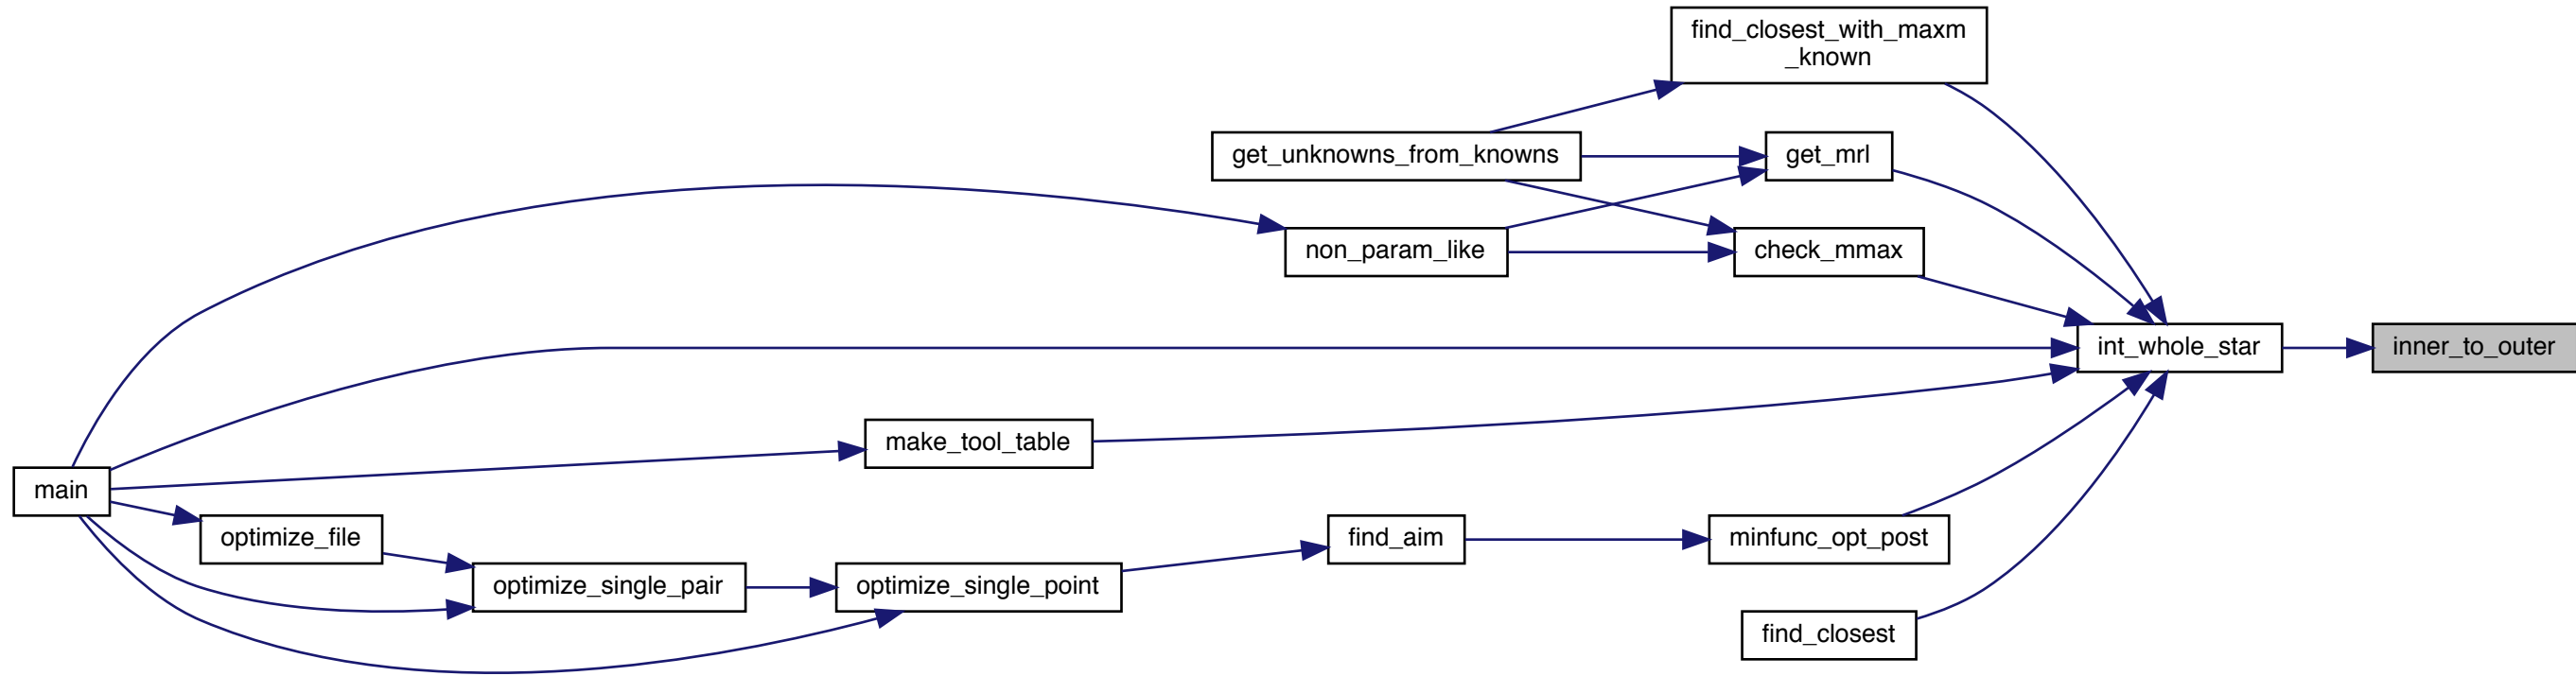 find_closest_with_maxm
_known
get_unknowns_from_knowns
get_mrl
non_param_like
check_mmax
int_whole_star
inner_to_outer
make_tool_table
main
optimize_file
find_aim
minfunc_opt_post
optimize_single_pair
optimize_single_point
find_closest